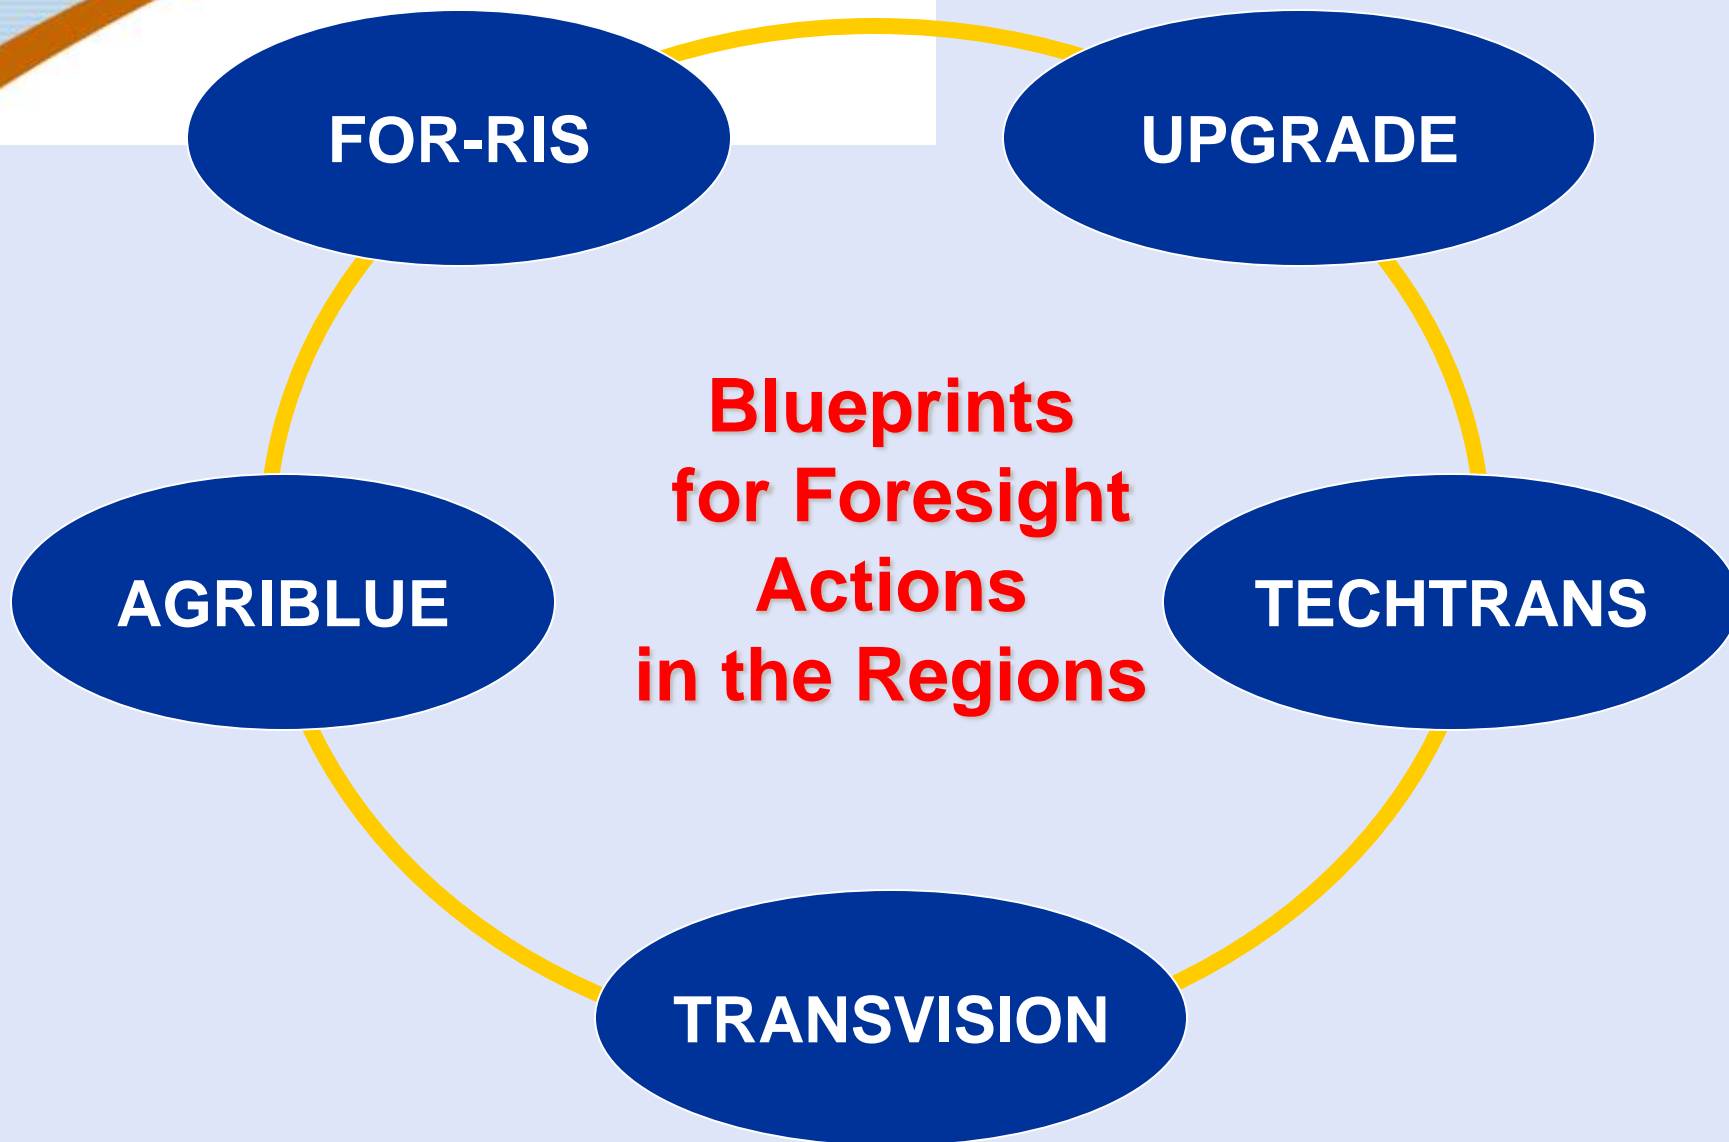 FOR-RIS
UPGRADE
Blueprints
for Foresight
Actions
in the Regions
AGRIBLUE
TECHTRANS
TRANSVISION